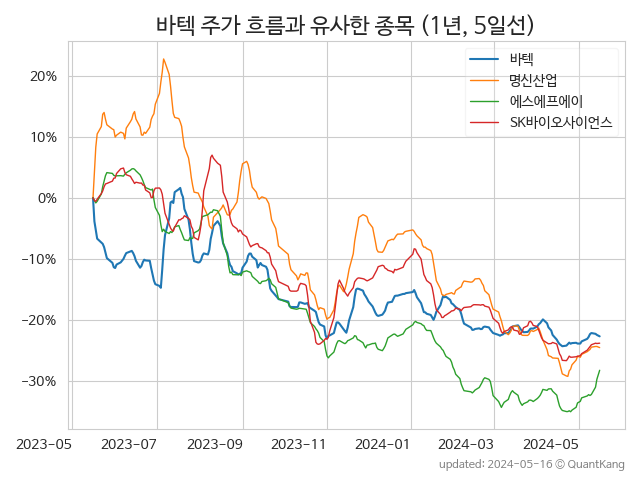 바텍 주가 흐름과 유사한 종목 (1년, 5일선)
바텍
명신산업
에스에프에이
SK바이오사이언스
20%
10%
0%
−10%
−20%
−30%
2023-05 2023-07 2023-09 2023-11 2024-01 2024-03 2024-05
updated: 2024-05-16 ⓒ QuantKang